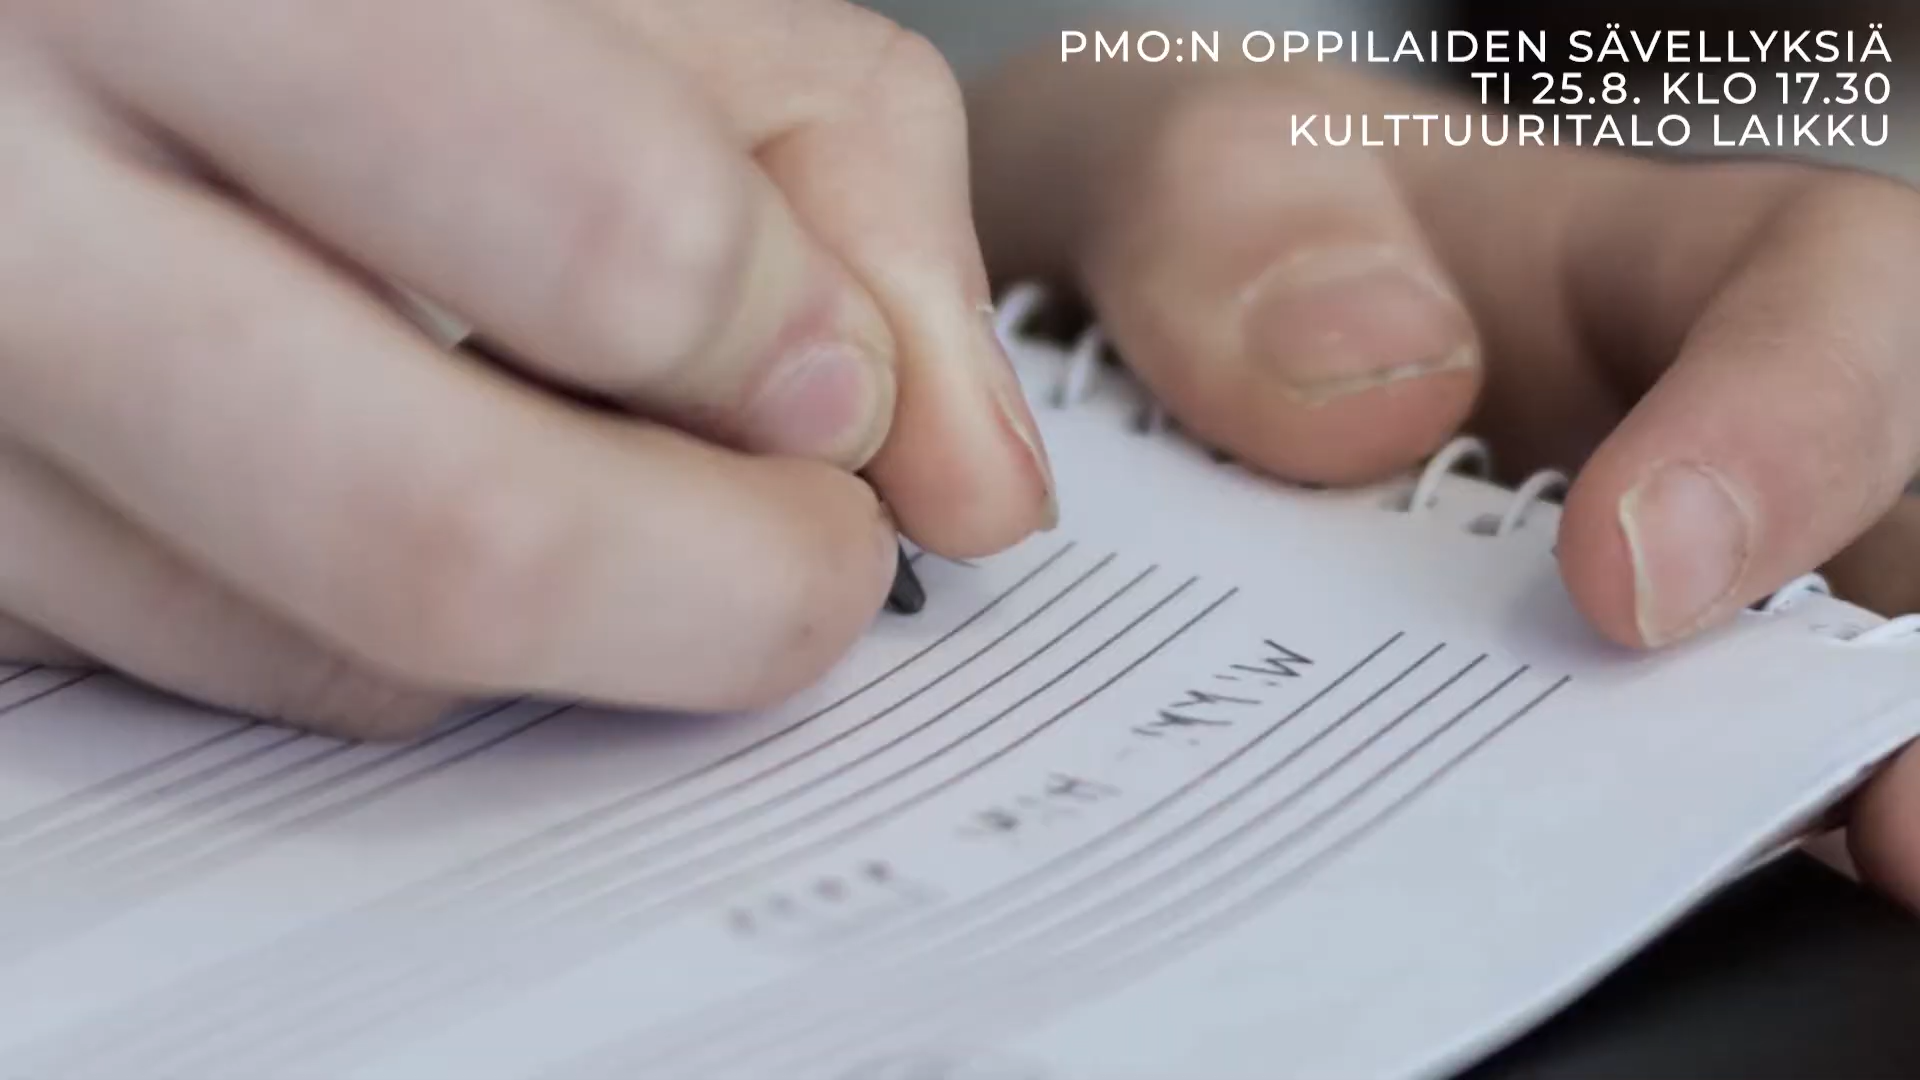 PMO:N OPPILAIDEN SÄVELLYKSIÄ
TI 25.8. KLO 17.30
KULTTUURITALO LAIKKU